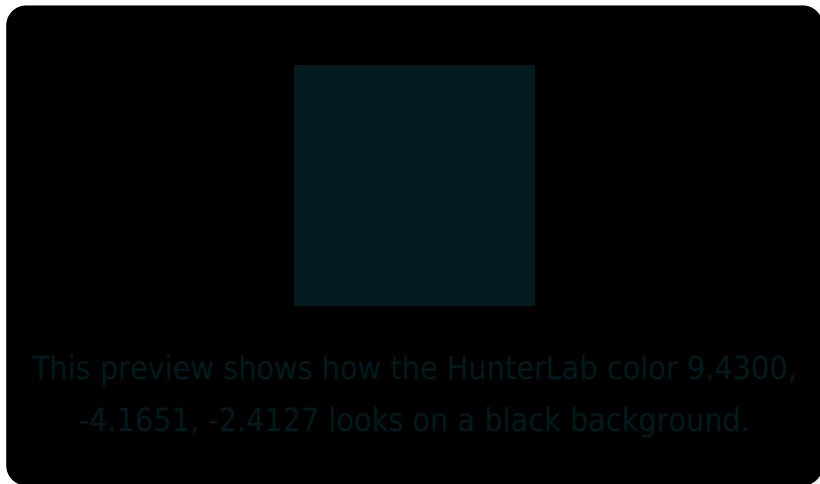 This preview shows how the HunterLab color 9.4300,
-4.1651, -2.4127 looks on a black background.